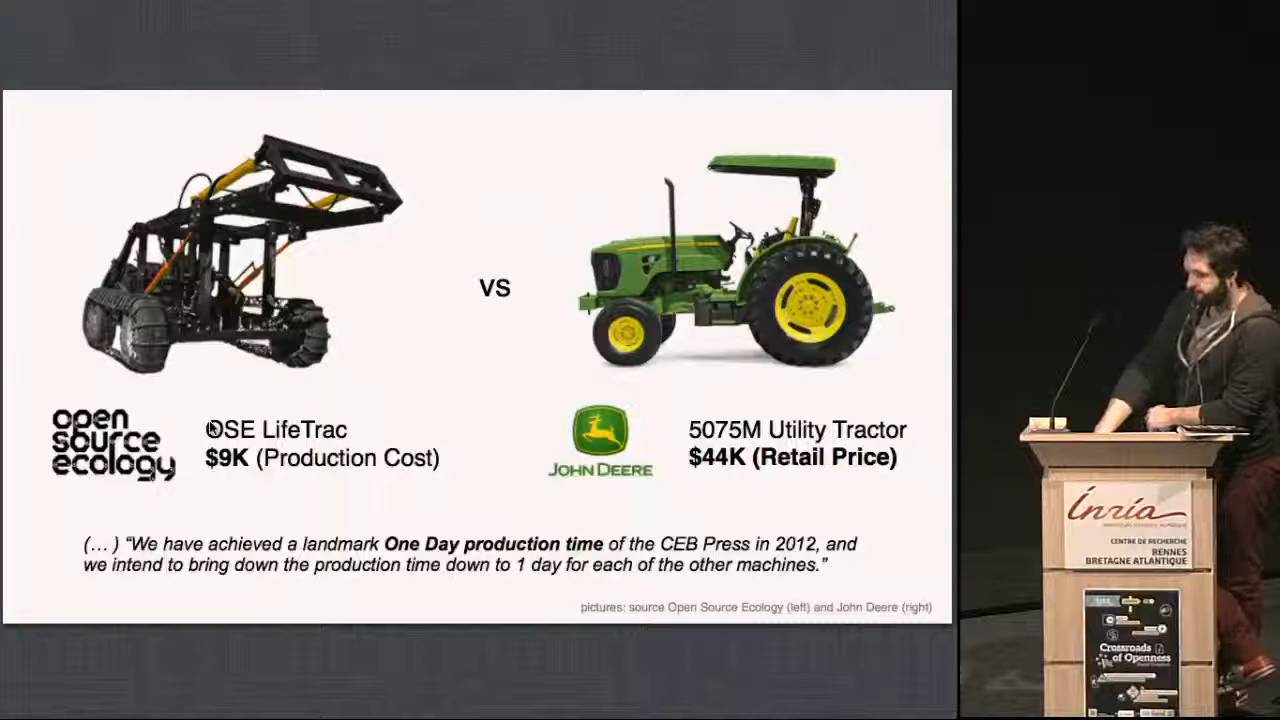 VS
open
source
ecology
OSE LifeTrac
$9K (Production Cost)
JOHN DEERE
5075M Utility Tractor
$44K (Retail Price)
(... ) “We have achieved a landmark One Day production time of the CEB Press in 2012, and
we intend to bring down the production time down to 1 day for each of the other machines.”
pictures: source Open Source Ecology (left) and John Deere (right)
Inría
CENTRE DE RECHERCHE
RENNES
BRETAGNE ATLANTIQUE
Crossroads
of Openness